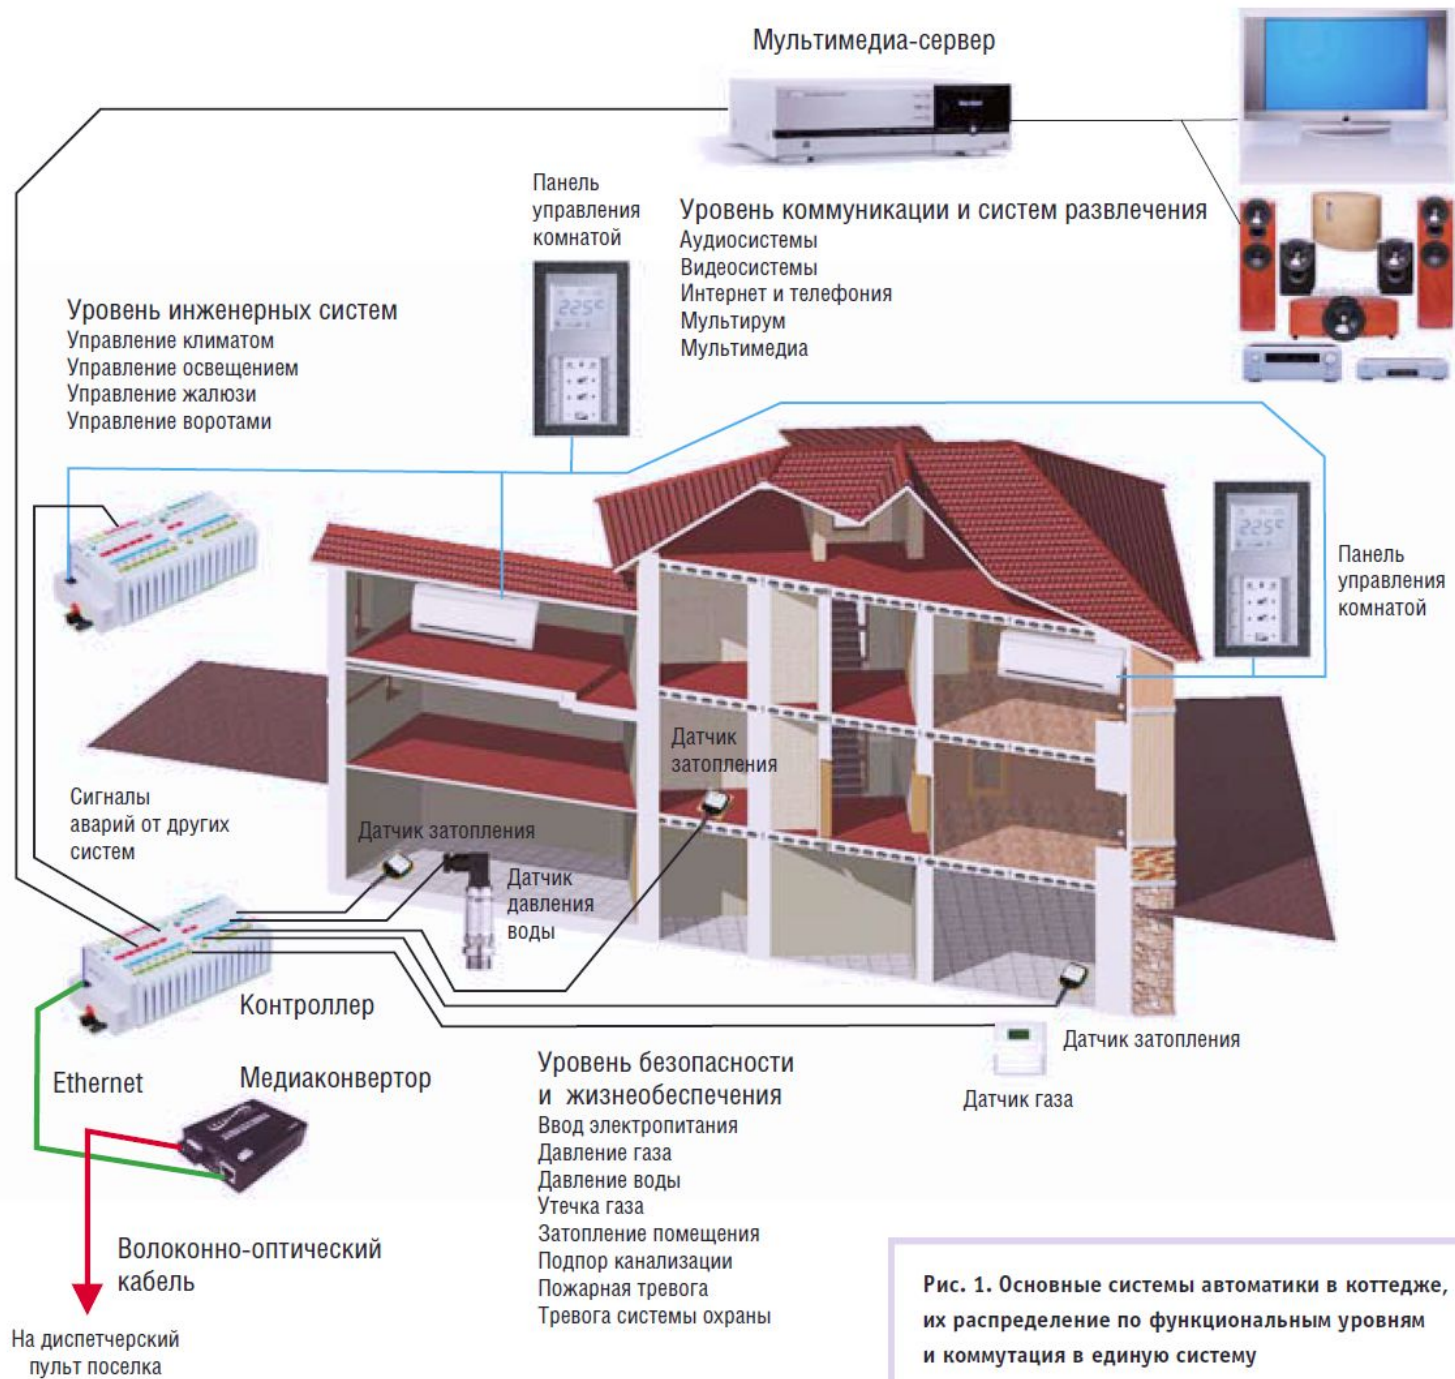 Мультимедиа-сервер
Панель
управления
комнатой
Уровень коммуникации и систем развлечения
Аудиосистемы
Видеосистемы
Интернет и телефония
Мультирум
Мультимедиа
Уровень инженерных систем
Управление климатом
Управление освещением
Управление жалюзи
Управление воротами
Панель
управления
комнатой
Датчик
затопления
Сигналы
аварий от других
систем
Датчик затопления
Датчик
давления
воды
Контроллер
Датчик затопления
Датчик газа
Ethernet
Медиаконвертор
Уровень безопасности
и жизнеобеспечения
Ввод электропитания
Давление газа
Давление воды
Утечка газа
Затопление помещения
Подпор канализации
Пожарная тревога
Тревога системы охраны
Волоконно-оптический
кабель
На диспетчерский
пульт поселка
Рис. 1. Основные системы автоматики в коттедже,
их распределение по функциональным уровням
и коммутация в единую систему